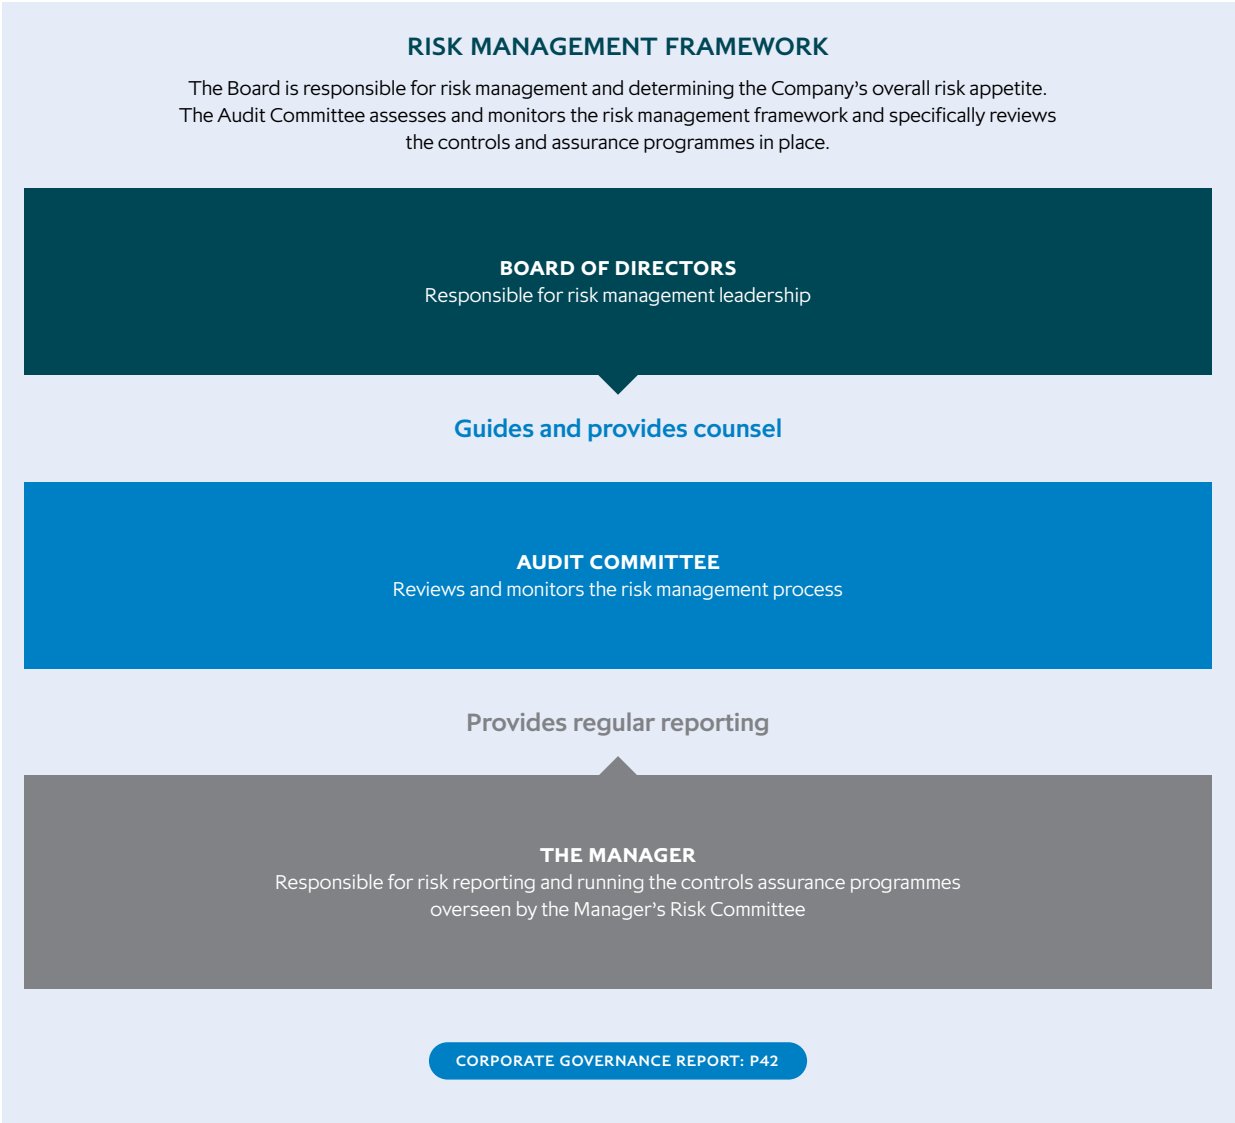 RISK MANAGEMENT FRAMEWORK
The Board is responsible for risk management and determining the Company’s overall risk appetite.
The Audit Committee assesses and monitors the risk management framework and specifically reviews
the controls and assurance programmes in place.
BOARD OF DIRECTORS
Responsible for risk management leadership
Guides and provides counsel
AUDIT COMMITTEE
Reviews and monitors the risk management process
Provides regular reporting
THE MANAGER
Responsible for risk reporting and running the controls assurance programmes
overseen by the Manager’s Risk Committee
CORPORATE GOVERNANCE REPORT: P42